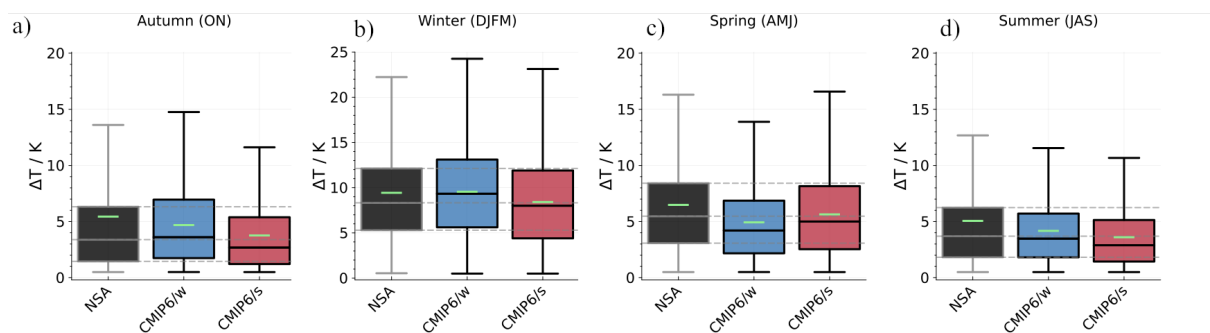 a)
Autumn (ON)
b)
Winter (DJFM)
c)
Spring (AMJ)
d)
Summer (JAS)
20
15
10
5
0
ΔT / K
NSA
CMIP6/w
CMIP6/s
25
20
15
10
5
0
ΔT / K
NSA
CMIP6/w
CMIP6/s
20
15
10
5
0
ΔT / K
NSA
CMIP6/w
CMIP6/s
20
15
10
5
0
ΔT / K
NSA
CMIP6/w
CMIP6/s